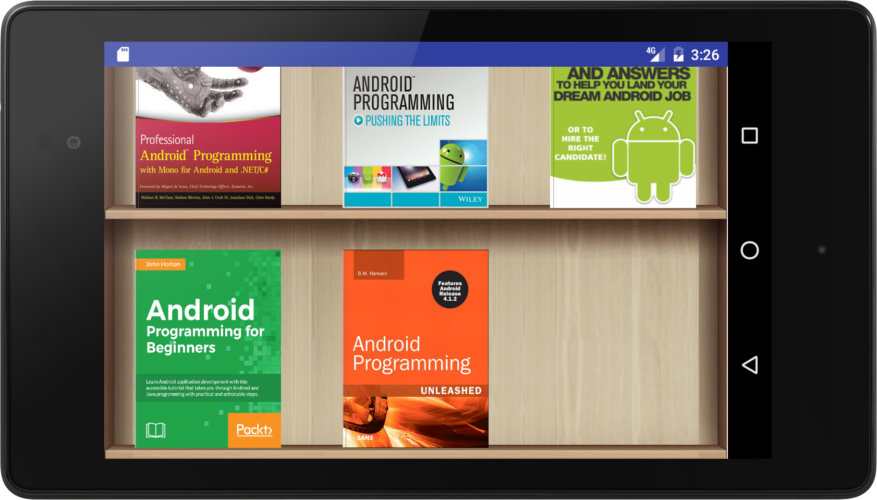 4G
3:26
Professional
Android™ Programming
with Mono for Android and .NET/C#
Foreword by Miguel de Icaza, Chief Technology Officer, Xamarin, Inc.
Wallace B. McClure, Nathan Blevins, John J. Croft IV, Jonathan Dick, Chris Hardy
ANDROID™
PROGRAMMING
PUSHING THE LIMITS
WILEY
AND ANSWERS
TO HELP YOU LAND YOUR
DREAM ANDROID JOB
OR TO
HIRE THE
RIGHT
CANDIDATE!
John Horton
Android
Programming for
Beginners
Learn Android application development with this
accessible tutorial that takes you through Android and
Java programming with practical and actionable steps.
Packt>
B.M. Harwani
Features
Android
Release
4.1.2
Android
Programming
UNLEASHED
SAMS